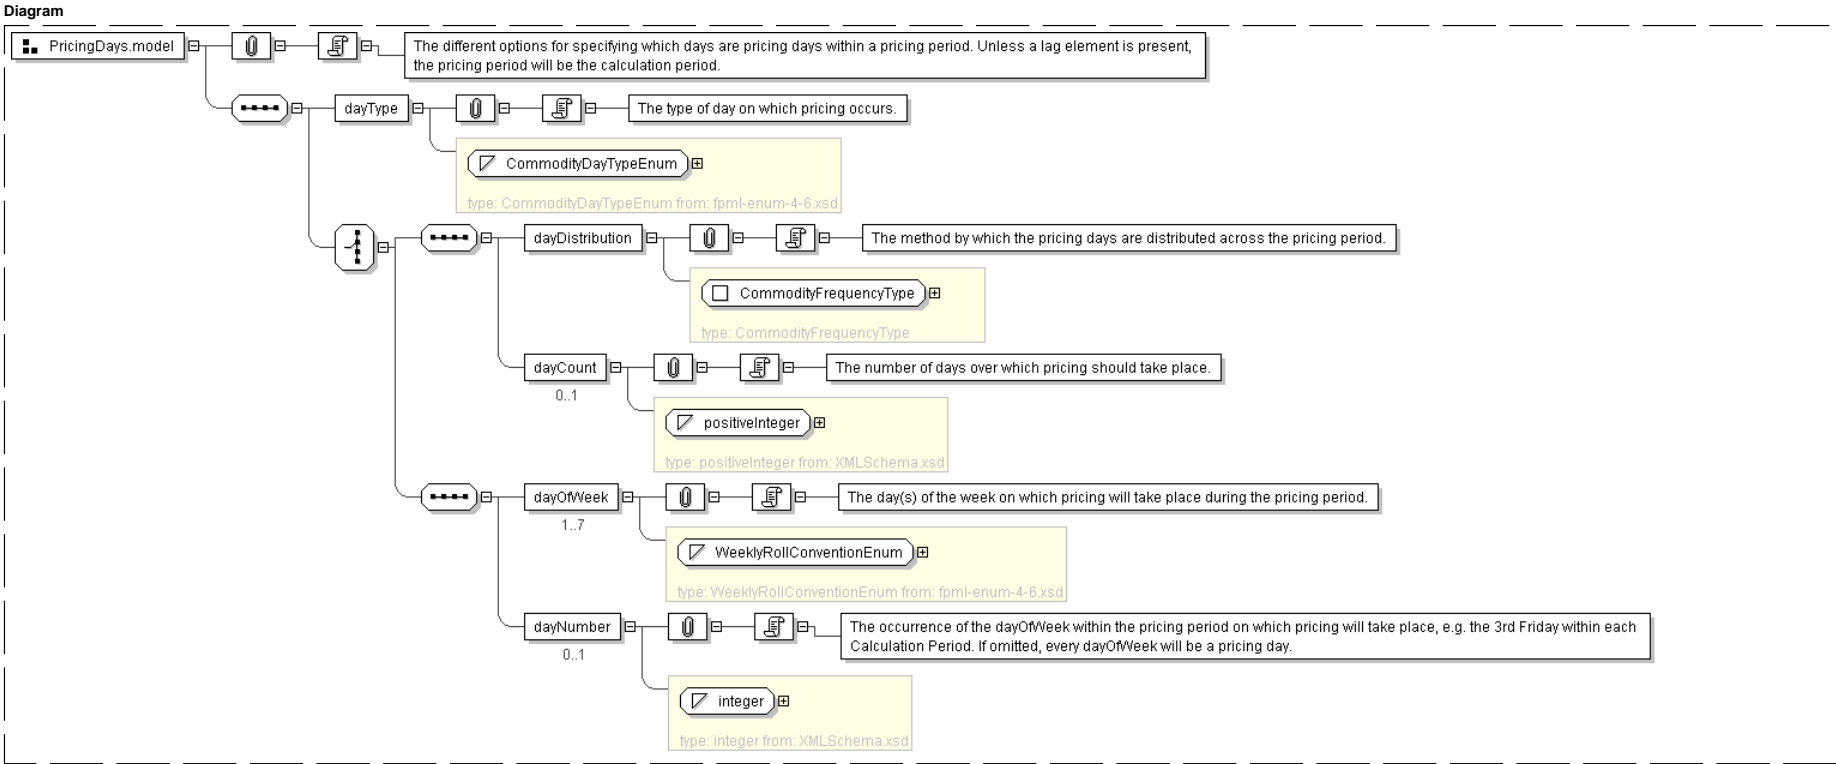 Diagram
PricingDays.model
The different options for specifying which days are pricing days within a pricing period. Unless a lag element is present,
the pricing period will be the calculation period.
dayType
The type of day on which pricing occurs.
CommodityDayTypeEnum
type: CommodityDayTypeEnum from: fpml-enum-4-6.xsd
dayDistribution
The method by which the pricing days are distributed across the pricing period.
CommodityFrequencyType
type: CommodityFrequencyType
dayCount
The number of days over which pricing should take place.
0..1
positiveInteger
type: positiveInteger from: XMLSchema.xsd
dayOfWeek
The day(s) of the week on which pricing will take place during the pricing period.
1..7
WeeklyRollConventionEnum
type: WeeklyRollConventionEnum from: fpml-enum-4-6.xsd
dayNumber
The occurrence of the dayOfWeek within the pricing period on which pricing will take place, e.g. the 3rd Friday within each
Calculation Period. If omitted, every dayOfWeek will be a pricing day.
0..1
integer
type: integer from: XMLSchema.xsd